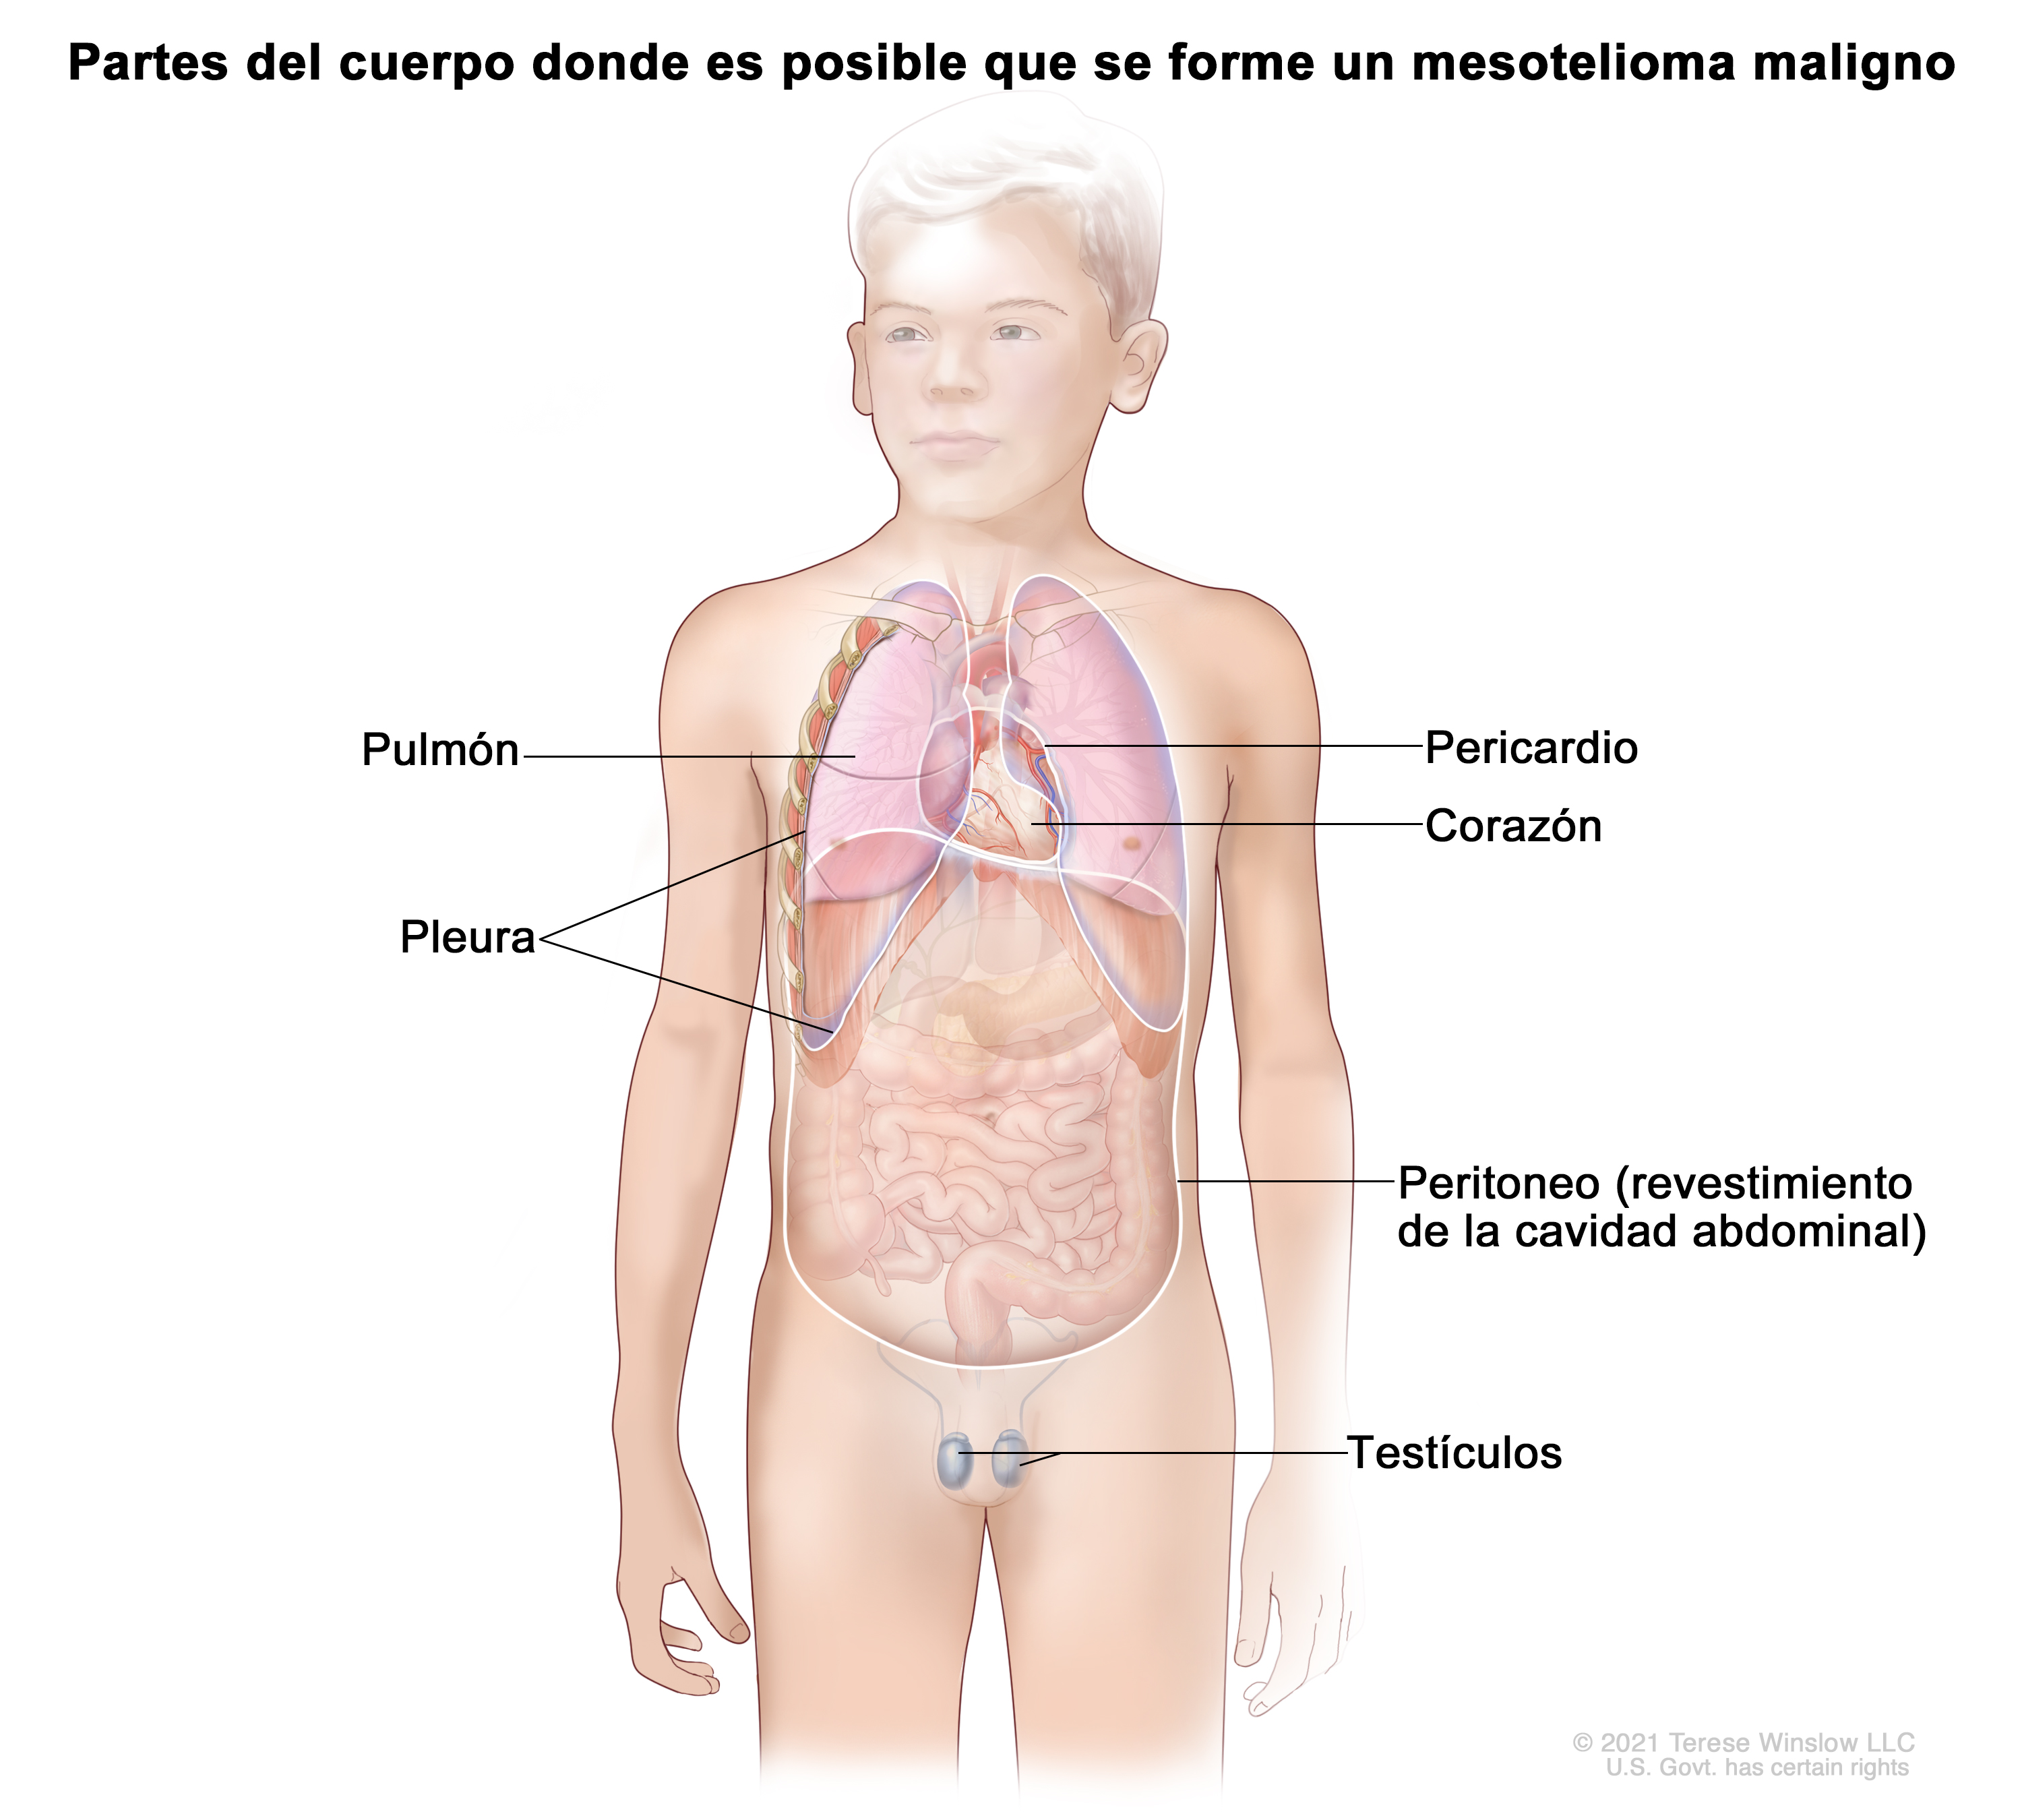 Partes del cuerpo donde es posible que se forme un mesotelioma maligno
Pulmón
Pleura
Pericardio
Corazón
Peritoneo (revestimiento
de la cavidad abdominal)
Testículos
© 2021 Terese Winslow LLC
U.S. Govt. has certain rights